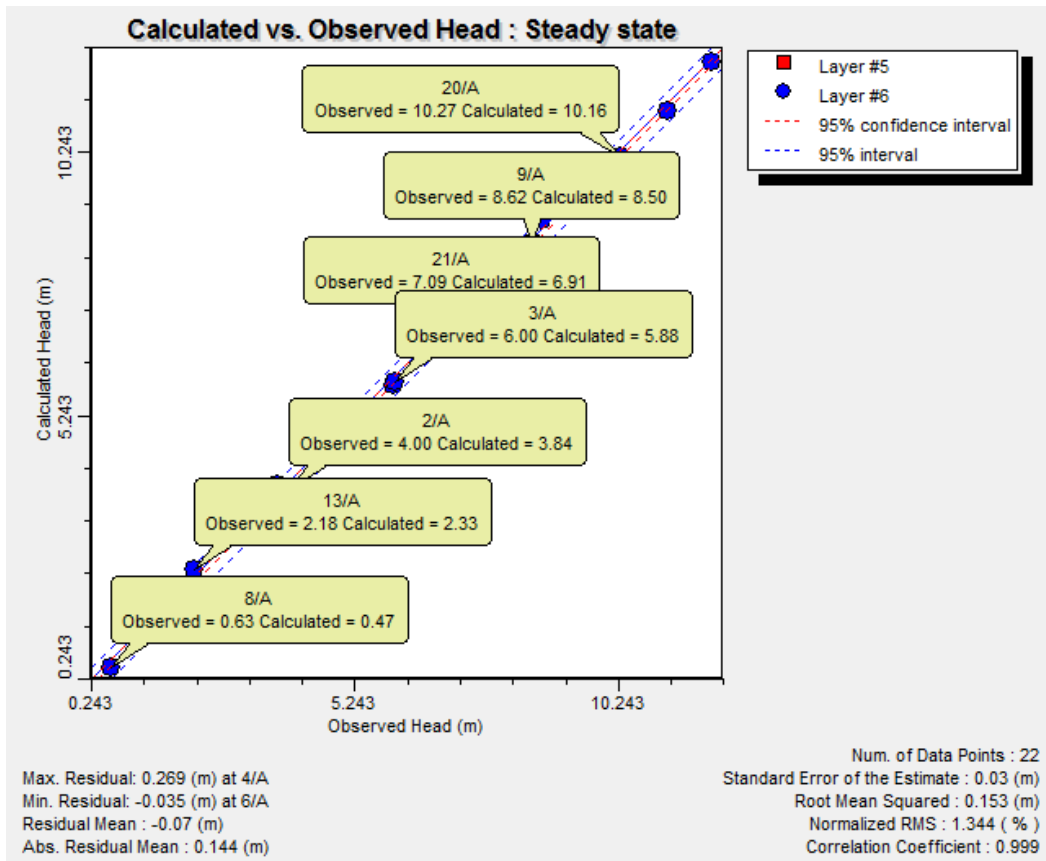 Calculated vs. Observed Head : Steady state
Layer #5
Layer #6
95% confidence interval
95% interval
20/A
Observed = 10.27 Calculated = 10.16
9/A
Observed = 8.62 Calculated = 8.50
21/A
Observed = 7.09 Calculated = 6.91
3/A
Observed = 6.00 Calculated = 5.88
2/A
Observed = 4.00 Calculated = 3.84
13/A
Observed = 2.18 Calculated = 2.33
8/A
Observed = 0.63 Calculated = 0.47
Calculated Head (m)
10.243
5.243
0.243
0.243
5.243
10.243
Observed Head (m)
Max. Residual: 0.269 (m) at 4/A
Min. Residual: -0.035 (m) at 6/A
Residual Mean : -0.07 (m)
Abs. Residual Mean : 0.144 (m)
Num. of Data Points : 22
Standard Error of the Estimate : 0.03 (m)
Root Mean Squared : 0.153 (m)
Normalized RMS : 1.344 ( % )
Correlation Coefficient : 0.999